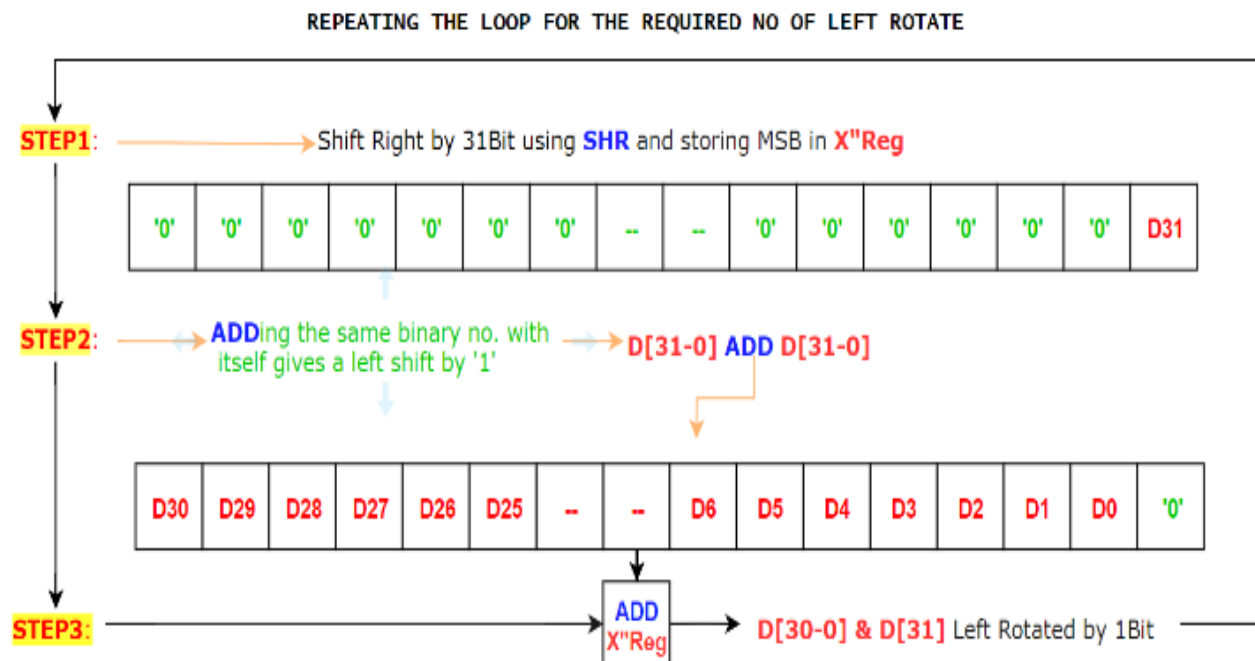 REPEATING THE LOOP FOR THE REQUIRED NO OF LEFT ROTATE
STEP1: Shift Right by 31Bit using SHR and storing MSB in X"Reg
'0' '0' '0' '0' '0' '0' '0' -- -- '0' '0' '0' '0' '0' '0' D31
STEP2: ADDing the same binary no. with
itself gives a left shift by '1'
D[31-0] ADD D[31-0]
D30 D29 D28 D27 D26 D25 -- -- D6 D5 D4 D3 D2 D1 D0 '0'
STEP3:
ADD
X"Reg
D[30-0] & D[31] Left Rotated by 1Bit